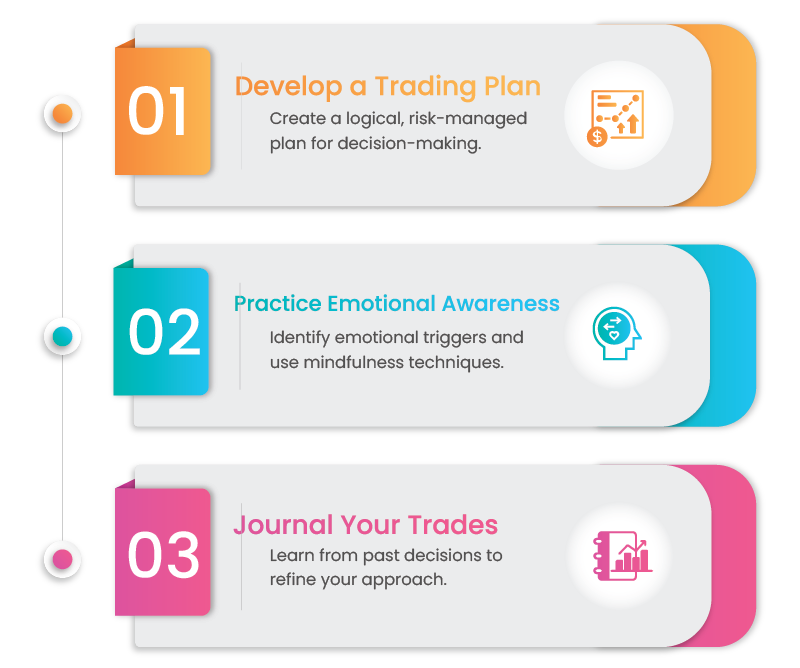 01
Develop a Trading Plan
Create a logical, risk-managed
plan for decision-making.
$
02
Practice Emotional Awareness
Identify emotional triggers and
use mindfulness techniques.
03
Journal Your Trades
Learn from past decisions to
refine your approach.